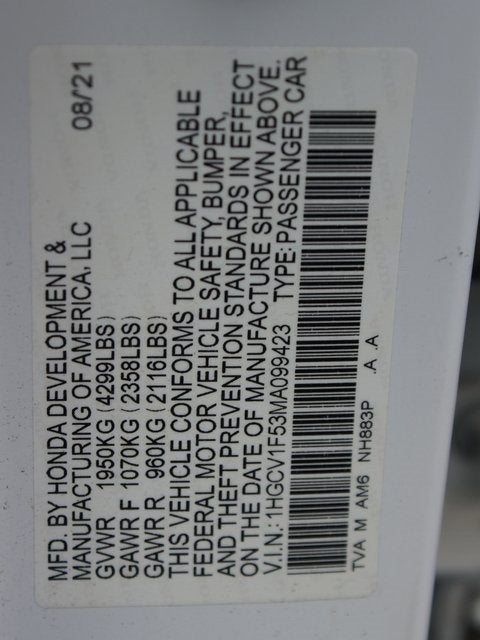 MFD. BY HONDA DEVELOPMENT & 08/21
MANUFACTURING OF AMERICA, LLC
GVWR 1950KG (4299LBS)
GAWR F 1070KG (2358LBS)
GAWR R 960KG (2116LBS)
THIS VEHICLE CONFORMS TO ALL APPLICABLE
FEDERAL MOTOR VEHICLE SAFETY, BUMPER,
AND THEFT PREVENTION STANDARDS IN EFFECT
ON THE DATE OF MANUFACTURE SHOWN ABOVE.
V.I.N.: 1HGCV1F53MA099423 TYPE: PASSENGER CAR
TVA M AM6 NH883P .A .A